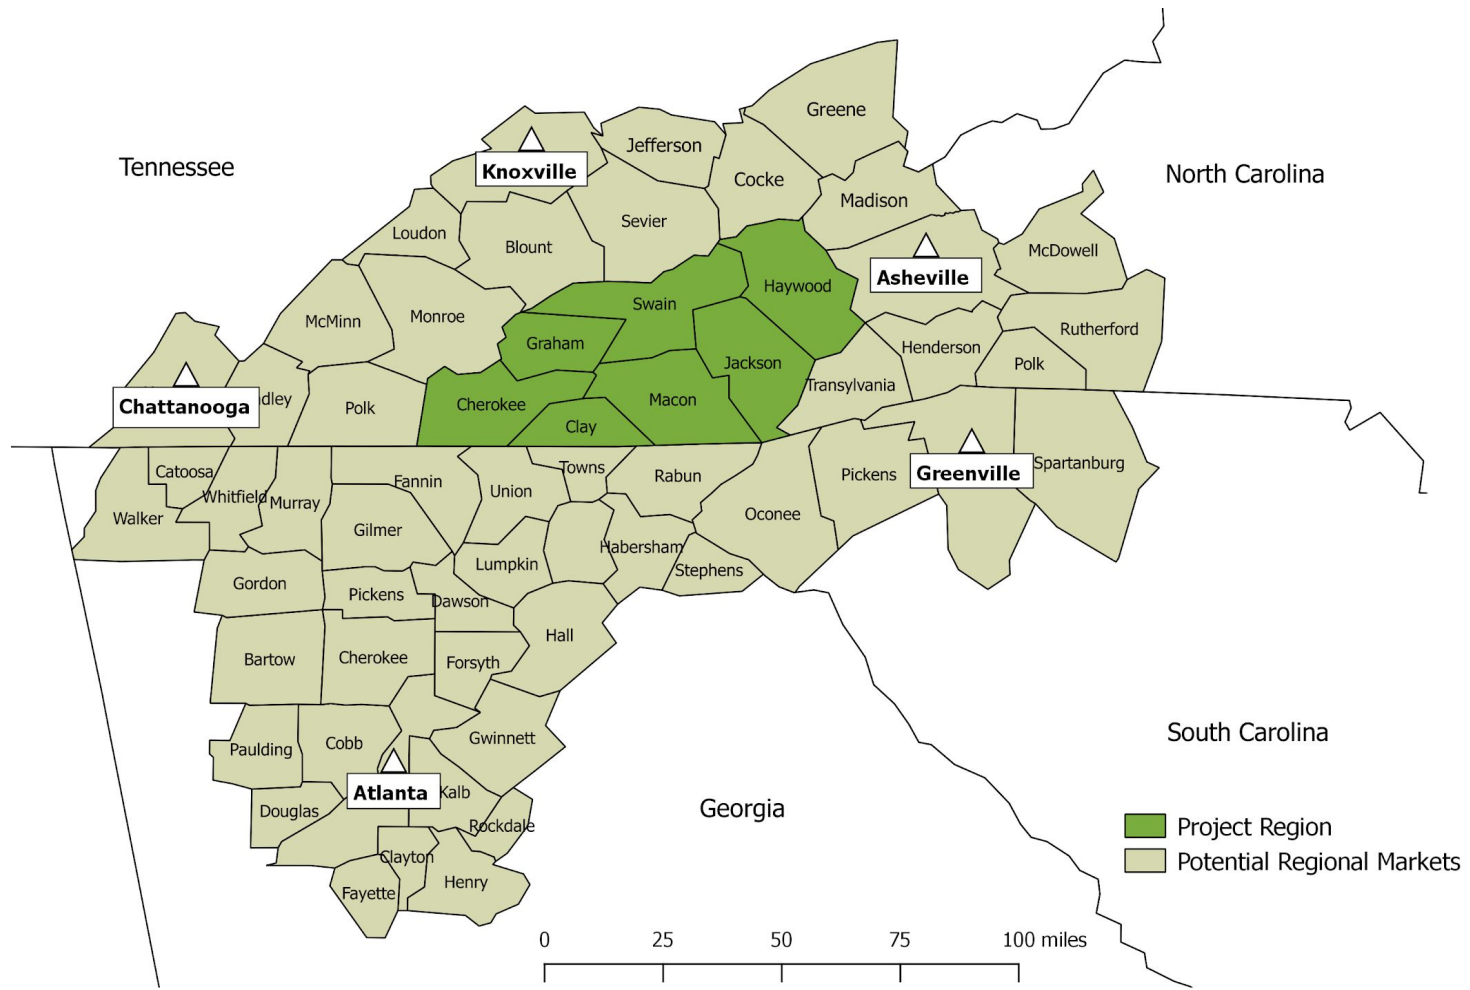 Greene
Jefferson
Tennessee
Knoxville
Cocke
North Carolina
Madison
Sevier
Loudon
Blount
McDowell
Asheville
Haywood
Swain
Monroe
McMinn
Rutherford
Graham
Henderson
Jackson
Polk
Transylvania
Chattanooga
dley
Polk
Cherokee
Macon
Clay
Catoosa
Whitfield
Murray
Walker
Fannin
Towns
Union
Rabun
Pickens
Greenville
Spartanburg
Gilmer
Oconee
Habersham
Lumpkin
Stephens
Gordon
Pickens
Dawson
Hall
Bartow
Cherokee
Forsyth
Paulding
Cobb
Gwinnett
South Carolina
Atlanta
Kalb
Georgia
Douglas
Rockdale
Project Region
Clayton
Potential Regional Markets
Fayette
Henry
0 25 50 75 100 miles